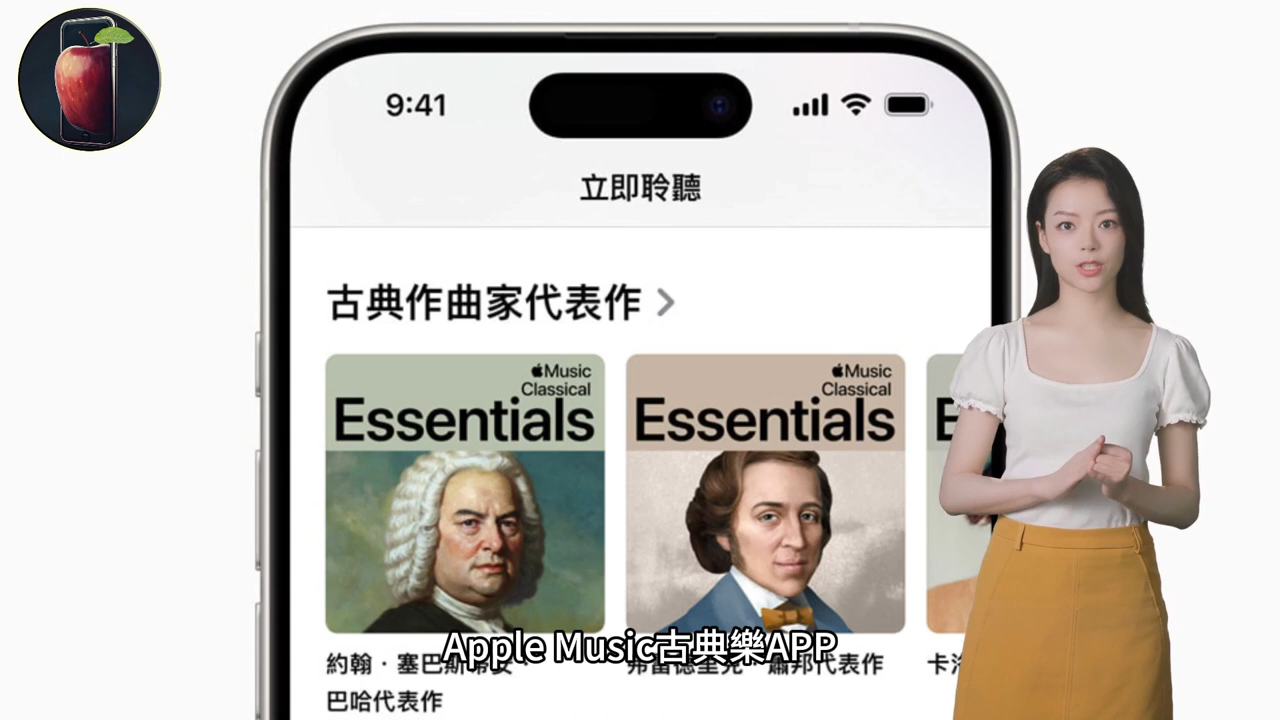 9:41
立即聆聽
古典作曲家代表作
Music
Classical
Essentials
Music
Classical
Essentials
E
Apple Music古典樂APP
約翰．塞巴斯
巴哈代表作
代表作
卡